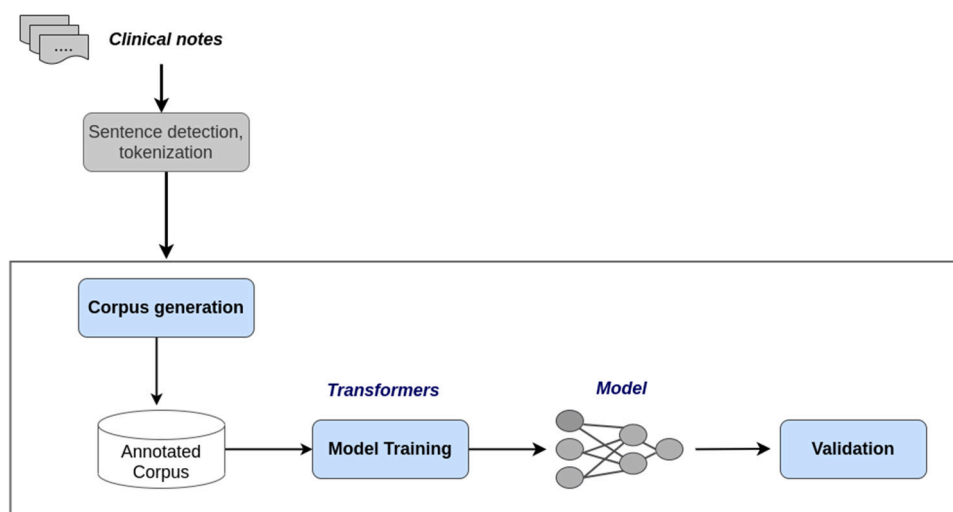 ....
Clinical notes
Sentence detection,
tokenization
Corpus generation
Transformers
Model
Annotated
Corpus
Model Training
Validation